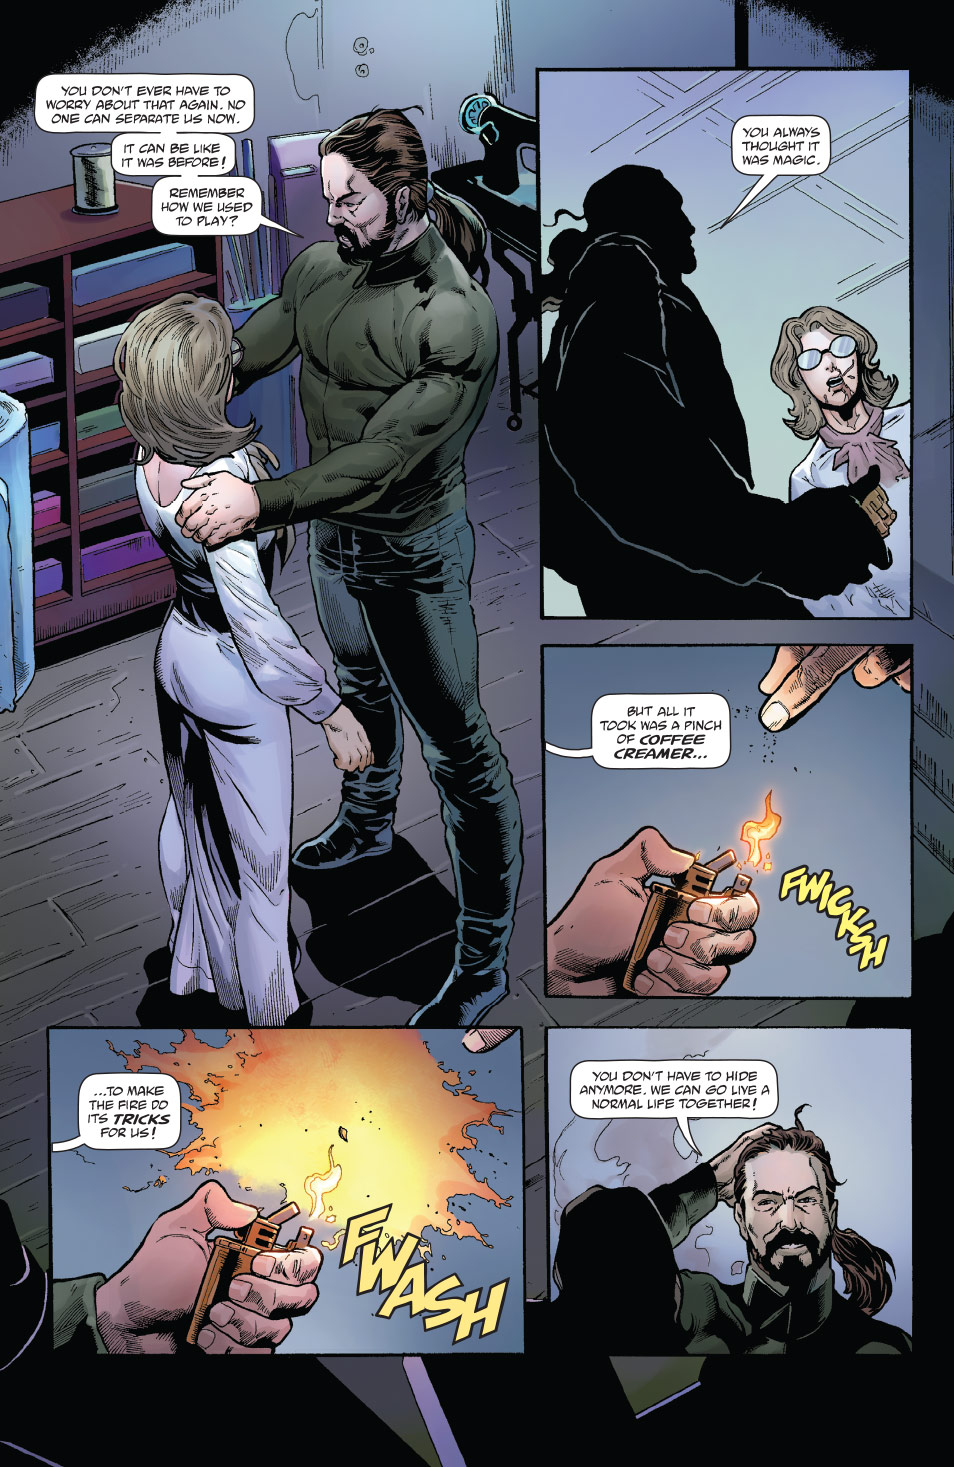 YOU DON'T EVER HAVE TO
WORRY ABOUT THAT AGAIN. NO
ONE CAN SEPARATE US NOW.
IT CAN BE LIKE
IT WAS BEFORE!
REMEMBER
HOW WE USED
TO PLAY?
YOU ALWAYS
THOUGHT IT
WAS MAGIC.
BUT ALL IT
TOOK WAS A PINCH
OF COFFEE
CREAMER...
FWICKSH
...TO MAKE
THE FIRE DO
ITS TRICKS
FOR US!
FWASH
YOU DON'T HAVE TO HIDE
ANYMORE. WE CAN GO LIVE A
NORMAL LIFE TOGETHER!